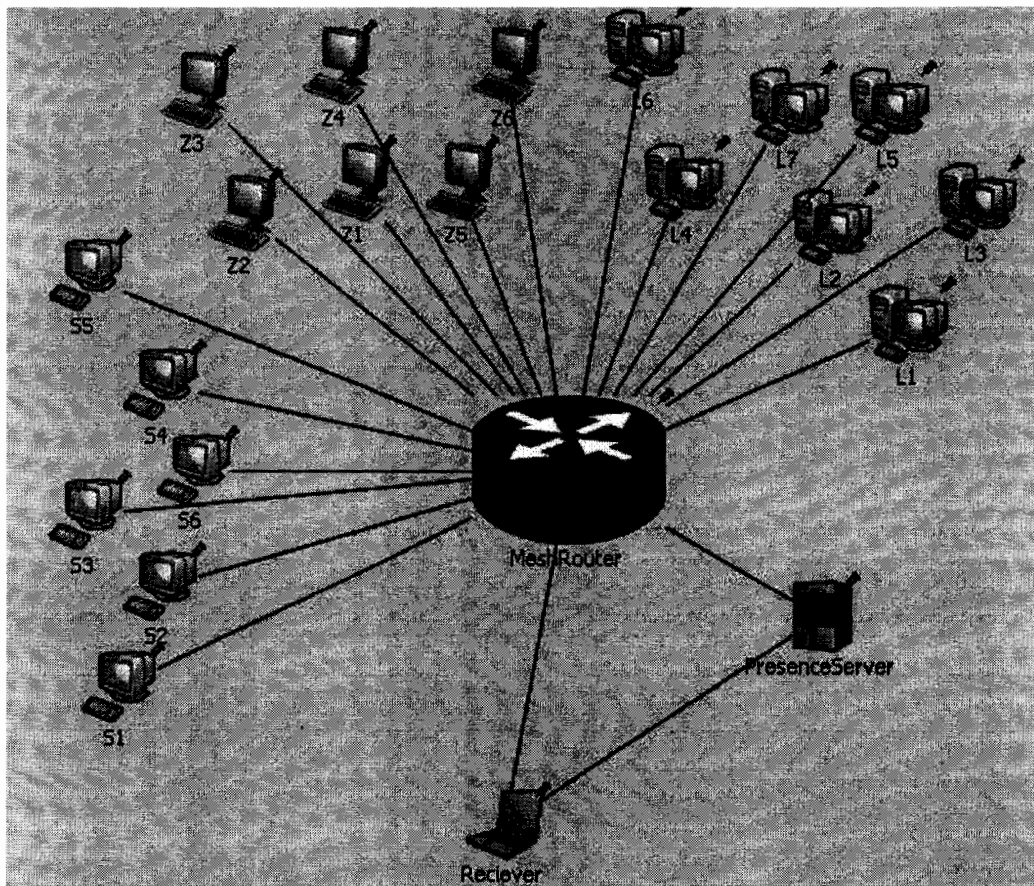 L6
Z4
Z6
Z3
L7
L5
Z1
Z5
L4
L3
Z2
L2
S5
L1
S4
S6
MeshRouter
S3
S2
PresenceServer
S1
Reciever